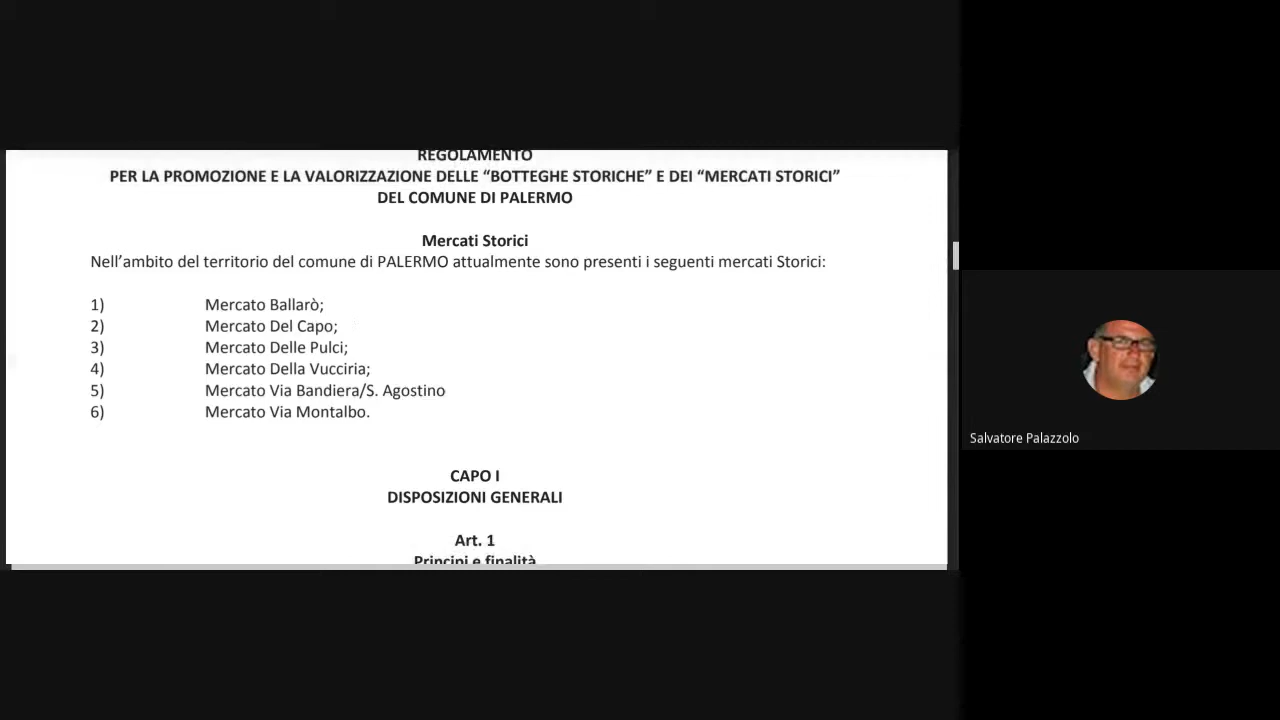 REGOLAMENTO
PER LA PROMOZIONE E LA VALORIZZAZIONE DELLE “BOTTEGHE STORICHE” E DEI “MERCATI STORICI”
DEL COMUNE DI PALERMO
Mercati Storici
Nell’ambito del territorio del comune di PALERMO attualmente sono presenti i seguenti mercati Storici:
1) Mercato Ballarò;
2) Mercato Del Capo;
3) Mercato Delle Pulci;
4) Mercato Della Vucciria;
5) Mercato Via Bandiera/S. Agostino
6) Mercato Via Montalbo.
CAPO I
DISPOSIZIONI GENERALI
Art. 1
Principi e finalità
Salvatore Palazzolo